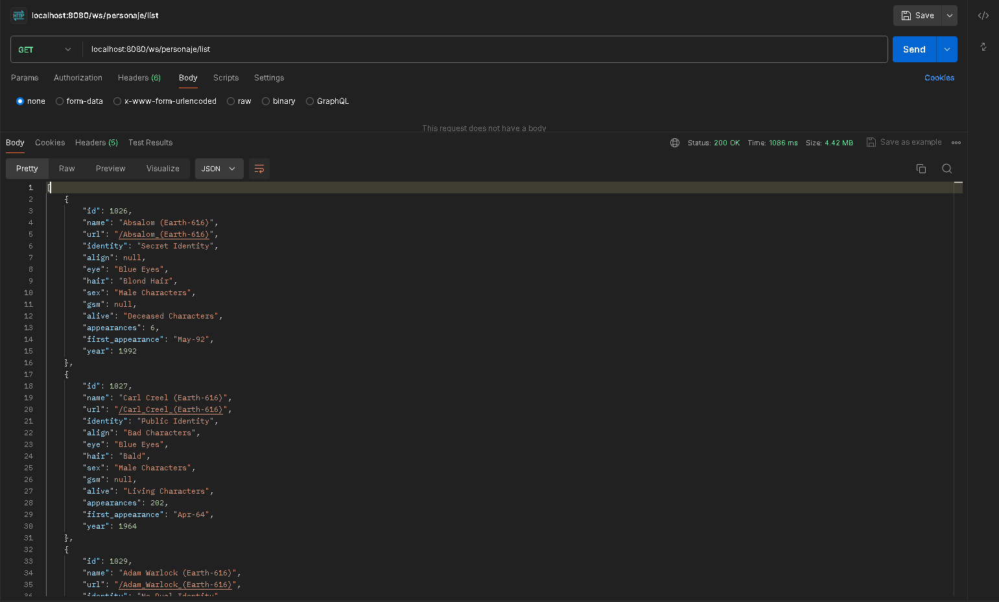 HTTP localhost:8080/ws/personaje/list Save
GET localhost:8080/ws/personaje/list Send
Params Authorization Headers (6) Body Scripts Settings Cookies
none form-data x-www-form-urlencoded raw binary GraphQL
This request does not have a body
Body Cookies Headers (5) Test Results Status: 200 OK Time: 1086 ms Size: 4.42 MB Save as example
Pretty Raw Preview Visualize JSON
1 [
2 {
3 "id": 1026,
4 "name": "Absalom (Earth-616)",
5 "url": "/Absalom_(Earth-616)",
6 "identity": "Secret Identity",
7 "align": null,
8 "eye": "Blue Eyes",
9 "hair": "Blond Hair",
10 "sex": "Male Characters",
11 "gsm": null,
12 "alive": "Deceased Characters",
13 "appearances": 6,
14 "first_appearance": "May-92",
15 "year": 1992
16 },
17 {
18 "id": 1027,
19 "name": "Carl Creel (Earth-616)",
20 "url": "/Carl_Creel_(Earth-616)",
21 "identity": "Public Identity",
22 "align": "Bad Characters",
23 "eye": "Blue Eyes",
24 "hair": "Bald",
25 "sex": "Male Characters",
26 "gsm": null,
27 "alive": "Living Characters",
28 "appearances": 202,
29 "first_appearance": "Apr-64",
30 "year": 1964
31 },
32 {
33 "id": 1029,
34 "name": "Adam Warlock (Earth-616)",
35 "url": "/Adam_Warlock_(Earth-616)",
36 "identity": "No Dual Identity"